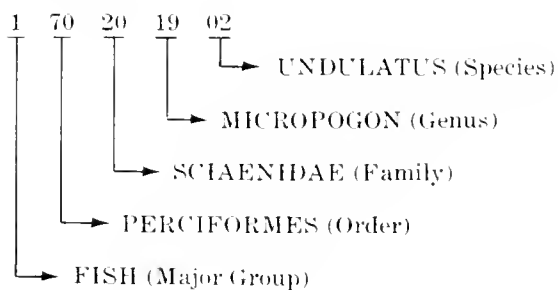 1 70 20 19 02
UNDULATUS (Species)
MICROPOGON (Genus)
SCIAENIDAE (Family)
PERCIFORMES (Order)
FISH (Major Group)